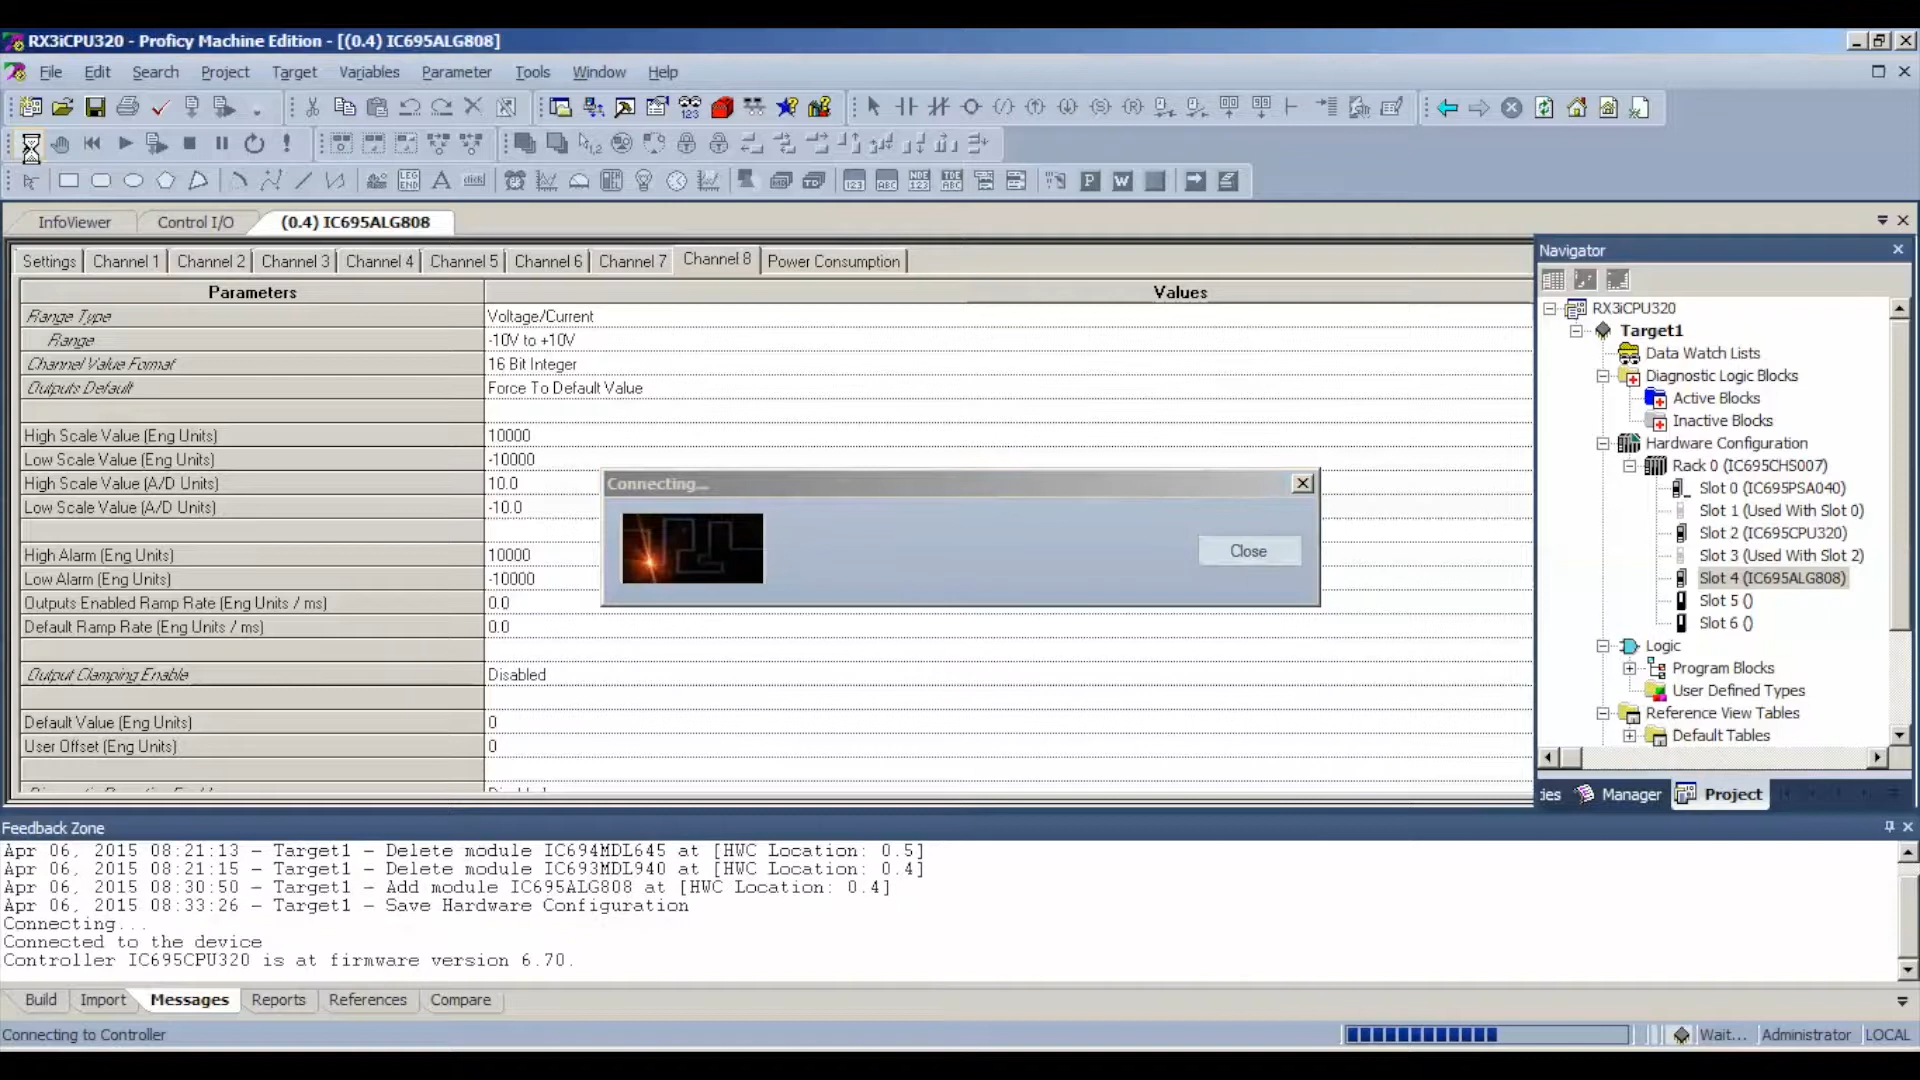 RX3iCPU320 - Proficy Machine Edition - [(0.4) IC695ALG808]
File Edit Search Project Target Variables Parameter Tools Window Help
InfoViewer Control I/O (0.4) IC695ALG808
Settings Channel 1 Channel 2 Channel 3 Channel 4 Channel 5 Channel 6 Channel 7 Channel 8 Power Consumption
Parameters Values
Range Type Voltage/Current
Range -10V to +10V
Channel Value Format 16 Bit Integer
Outputs Default Force To Default Value
High Scale Value (Eng Units) 10000
Low Scale Value (Eng Units) -10000
High Scale Value (A/D Units) 10.0
Low Scale Value (A/D Units) -10.0
High Alarm (Eng Units) 10000
Low Alarm (Eng Units) -10000
Outputs Enabled Ramp Rate (Eng Units / ms) 0.0
Default Ramp Rate (Eng Units / ms) 0.0
Output Clamping Enable Disabled
Default Value (Eng Units) 0
User Offset (Eng Units) 0
Connecting...
Close
Navigator
RX3iCPU320
Target1
Data Watch Lists
Diagnostic Logic Blocks
Active Blocks
Inactive Blocks
Hardware Configuration
Rack 0 (IC695CHS007)
Slot 0 (IC695PSA040)
Slot 1 (Used With Slot 0)
Slot 2 (IC695CPU320)
Slot 3 (Used With Slot 2)
Slot 4 (IC695ALG808)
Slot 5 ()
Slot 6 ()
Logic
Program Blocks
User Defined Types
Reference View Tables
Default Tables
ties Manager Project
Feedback Zone
Apr 06, 2015 08:21:13 - Target1 - Delete module IC694MDL645 at [HWC Location: 0.5]
Apr 06, 2015 08:21:15 - Target1 - Delete module IC693MDL940 at [HWC Location: 0.4]
Apr 06, 2015 08:30:50 - Target1 - Add module IC695ALG808 at [HWC Location: 0.4]
Apr 06, 2015 08:33:26 - Target1 - Save Hardware Configuration
Connecting...
Connected to the device
Controller IC695CPU320 is at firmware version 6.70.
Build Import Messages Reports References Compare
Connecting to Controller Wait... Administrator LOCAL